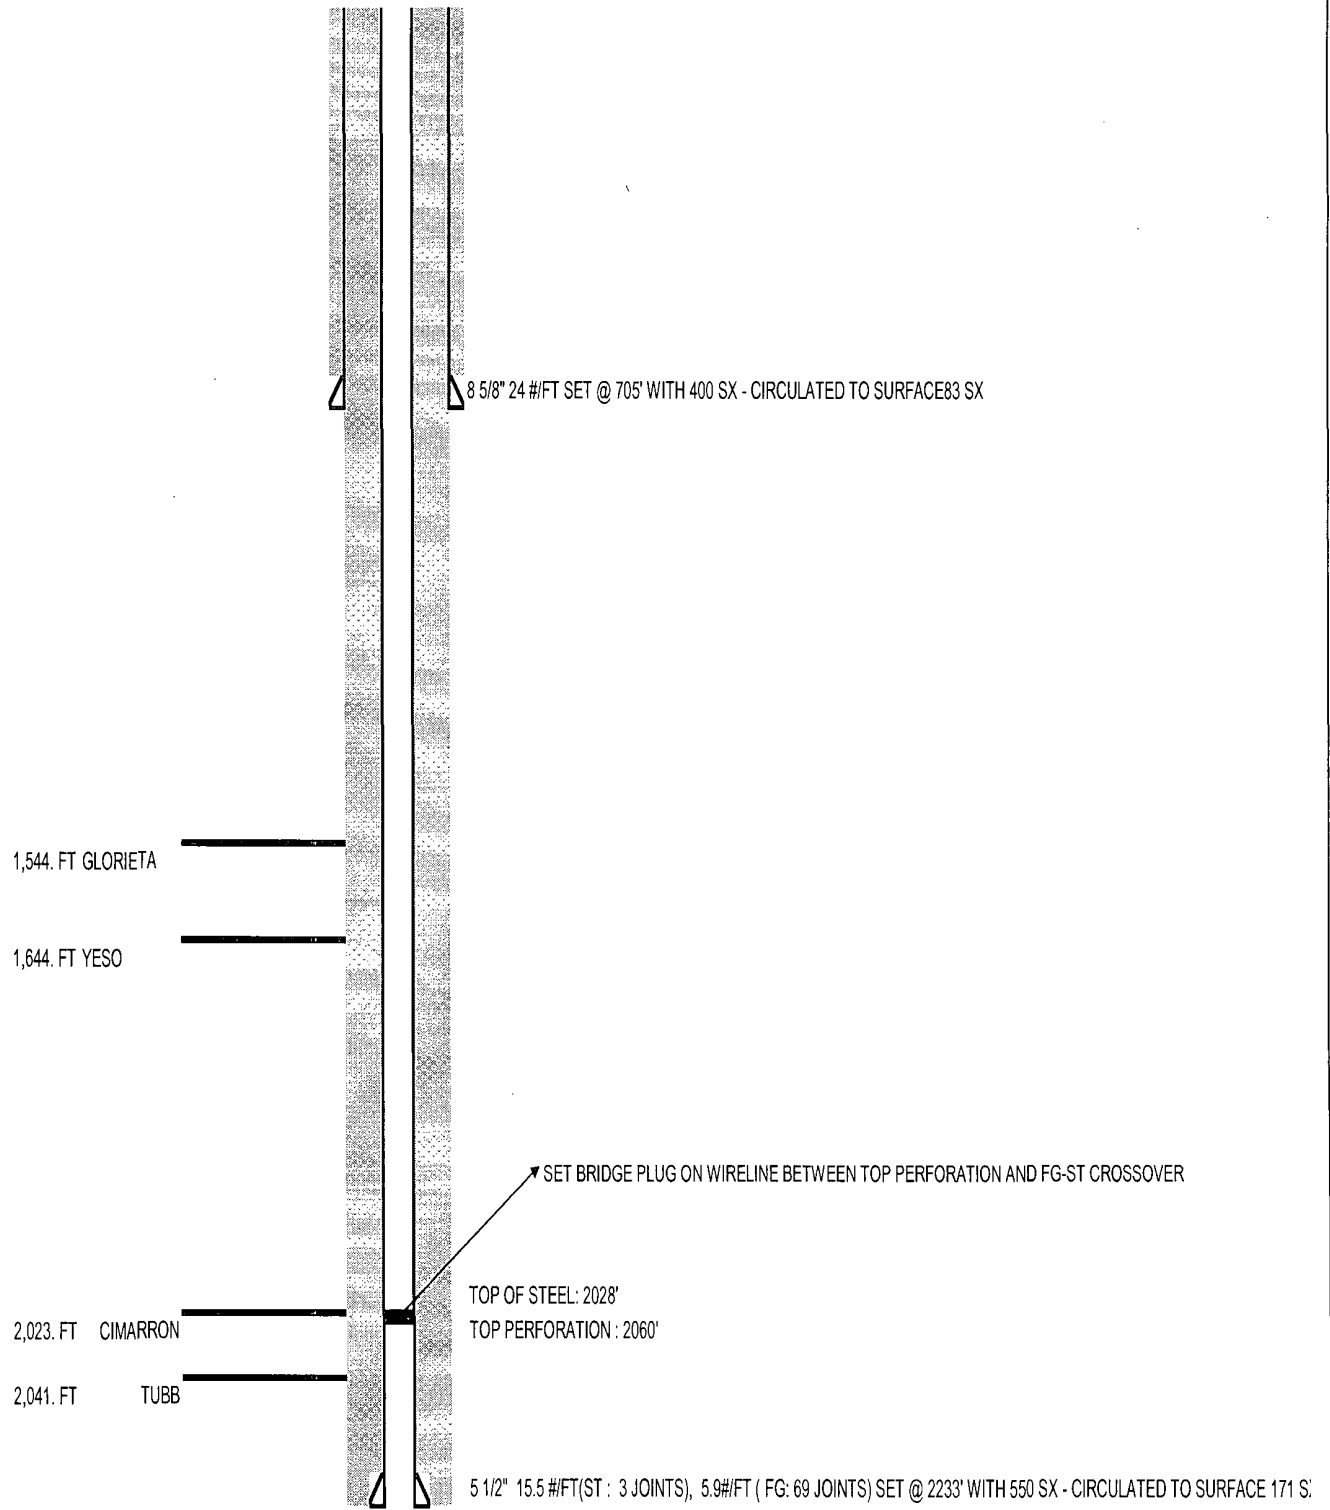 8 5/8" 24 #/FT SET @ 705' WITH 400 SX - CIRCULATED TO SURFACE83 SX
1,544. FT GLORIETA
1,644. FT YESO
SET BRIDGE PLUG ON WIRELINE BETWEEN TOP PERFORATION AND FG-ST CROSSOVER
TOP OF STEEL: 2028'
2,023. FT CIMARRON
TOP PERFORATION : 2060'
2,041. FT TUBB
5 1/2" 15.5 #/FT(ST : 3 JOINTS), 5.9#/FT ( FG: 69 JOINTS) SET @ 2233' WITH 550 SX - CIRCULATED TO SURFACE 171